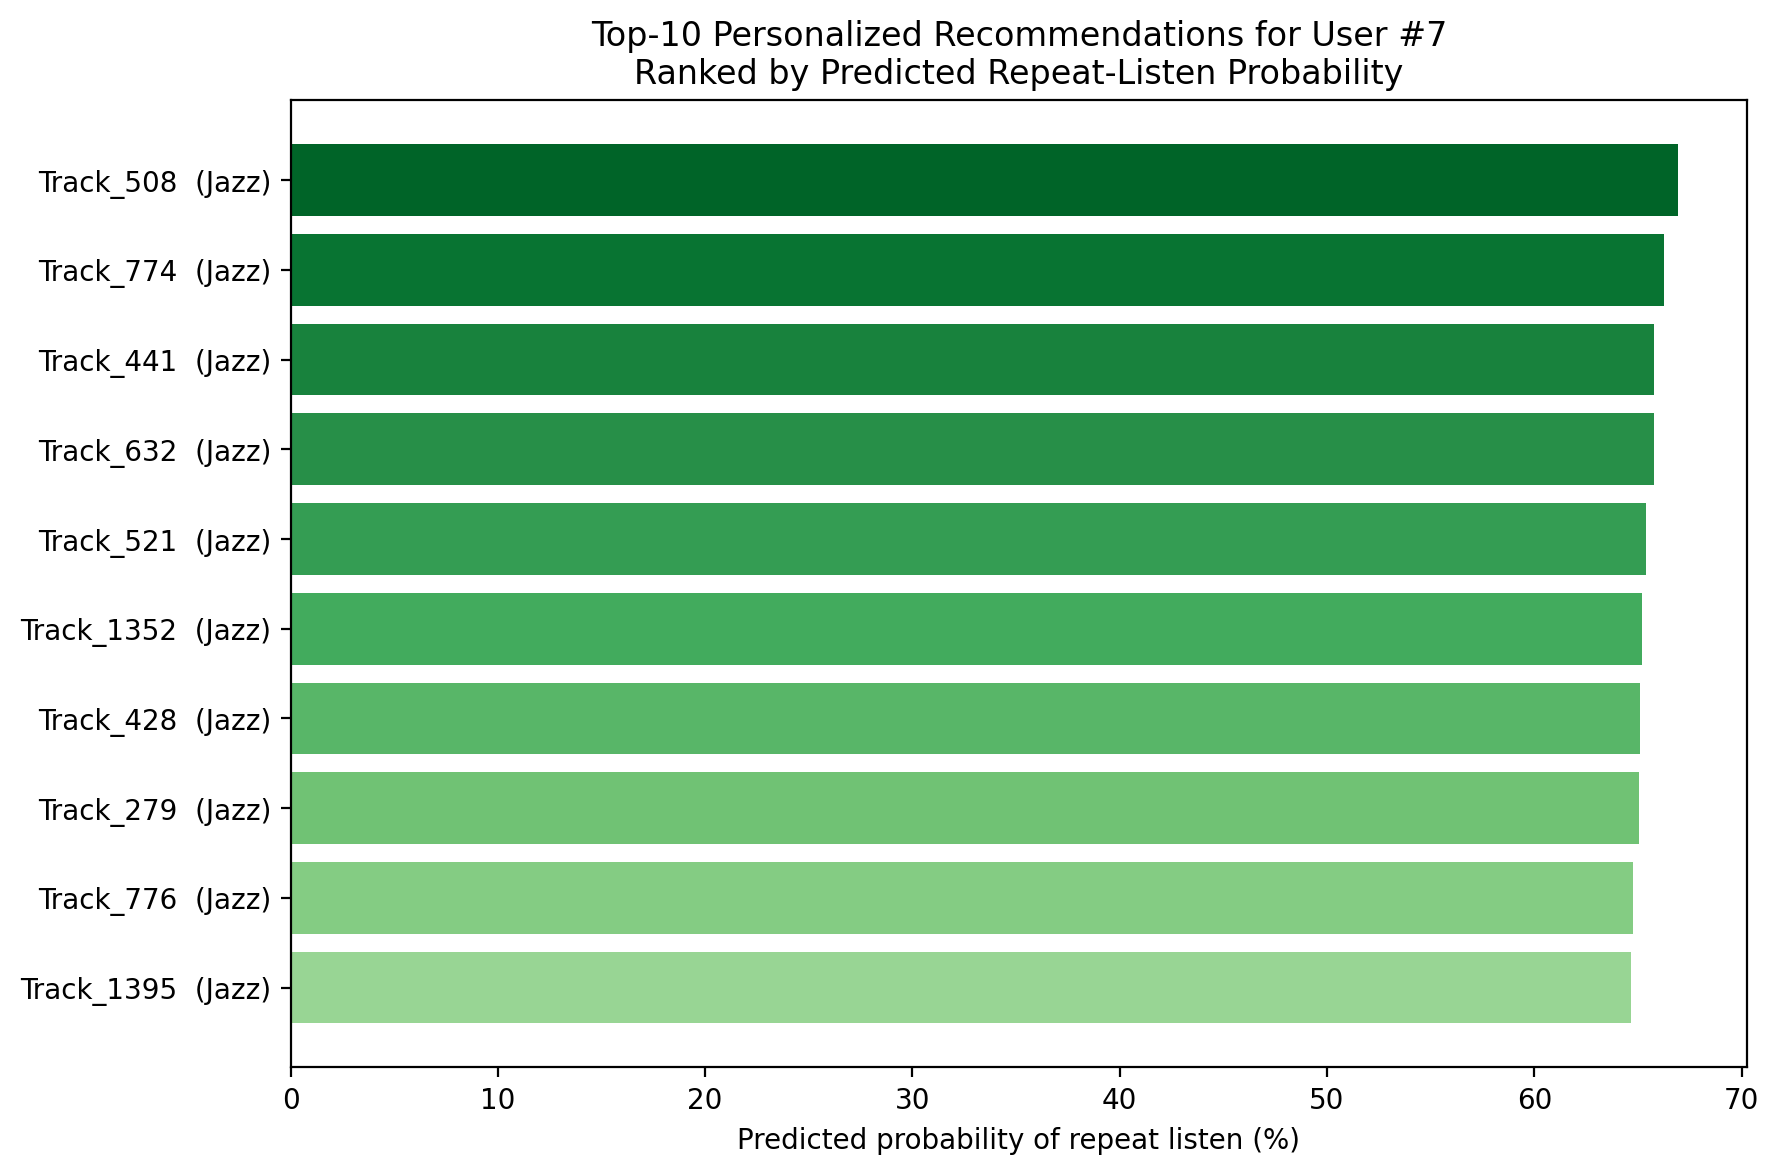 Top-10 Personalized Recommendations for User #7
Ranked by Predicted Repeat-Listen Probability
Track_508  (Jazz)
Track_774  (Jazz)
Track_441  (Jazz)
Track_632  (Jazz)
Track_521  (Jazz)
Track_1352  (Jazz)
Track_428  (Jazz)
Track_279  (Jazz)
Track_776  (Jazz)
Track_1395  (Jazz)
0 10 20 30 40 50 60 70
Predicted probability of repeat listen (%)